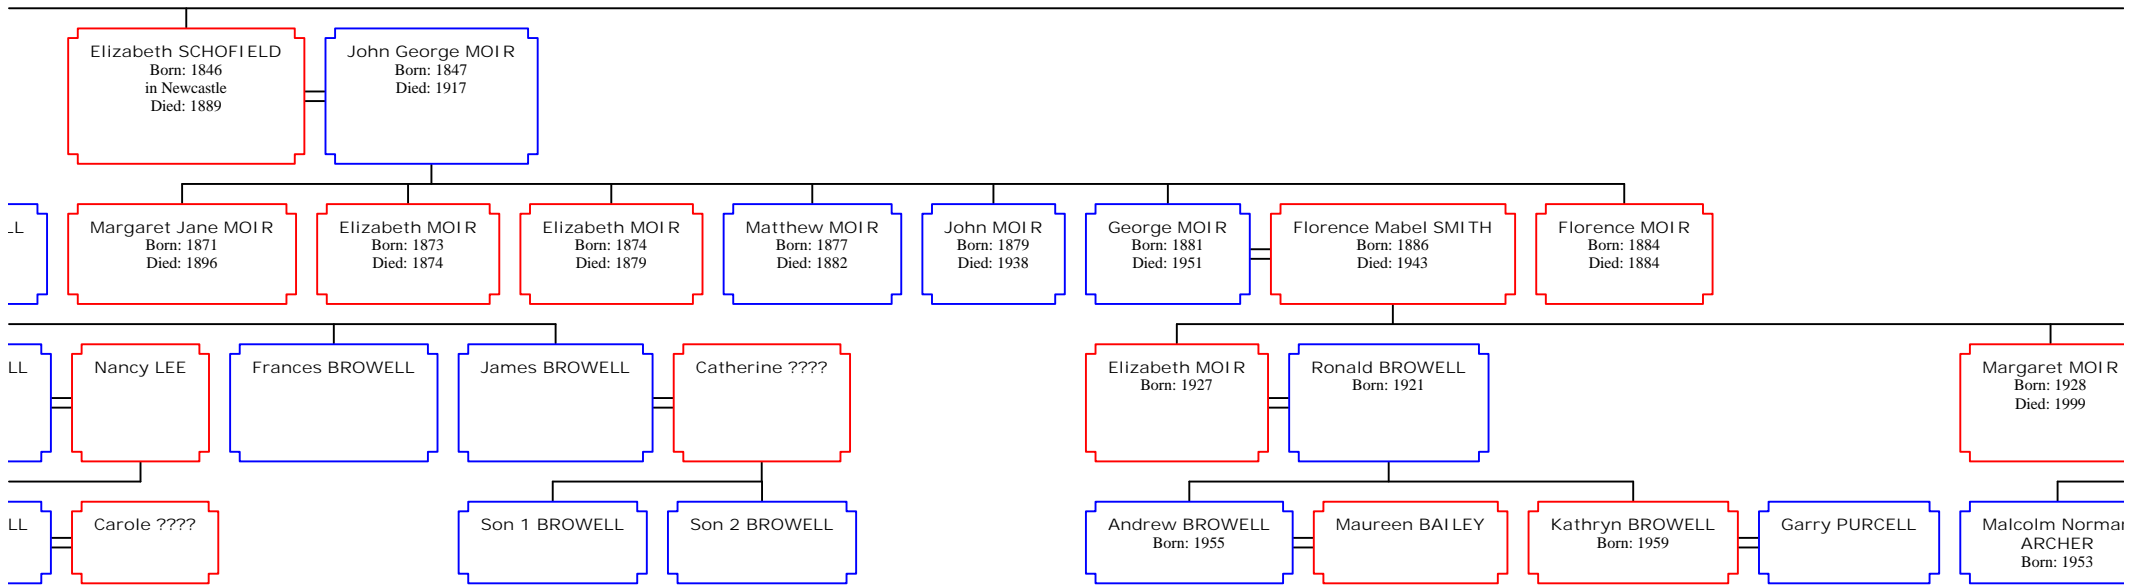 Elizabeth SCHOFIELD
Born: 1846
in Newcastle
Died: 1889
John George MOIR
Born: 1847
Died: 1917
LL
Margaret Jane MOIR
Born: 1871
Died: 1896
Elizabeth MOIR
Born: 1873
Died: 1874
Elizabeth MOIR
Born: 1874
Died: 1879
Matthew MOIR
Born: 1877
Died: 1882
John MOIR
Born: 1879
Died: 1938
George MOIR
Born: 1881
Died: 1951
Florence Mabel SMITH
Born: 1886
Died: 1943
Florence MOIR
Born: 1884
Died: 1884
LL
Nancy LEE
Frances BROWELL
James BROWELL
Catherine ????
Elizabeth MOIR
Born: 1927
Ronald BROWELL
Born: 1921
Margaret MOIR
Born: 1928
Died: 1999
LL
Carole ????
Son 1 BROWELL
Son 2 BROWELL
Andrew BROWELL
Born: 1955
Maureen BAILEY
Kathryn BROWELL
Born: 1959
Garry PURCELL
Malcolm Norman
ARCHER
Born: 1953